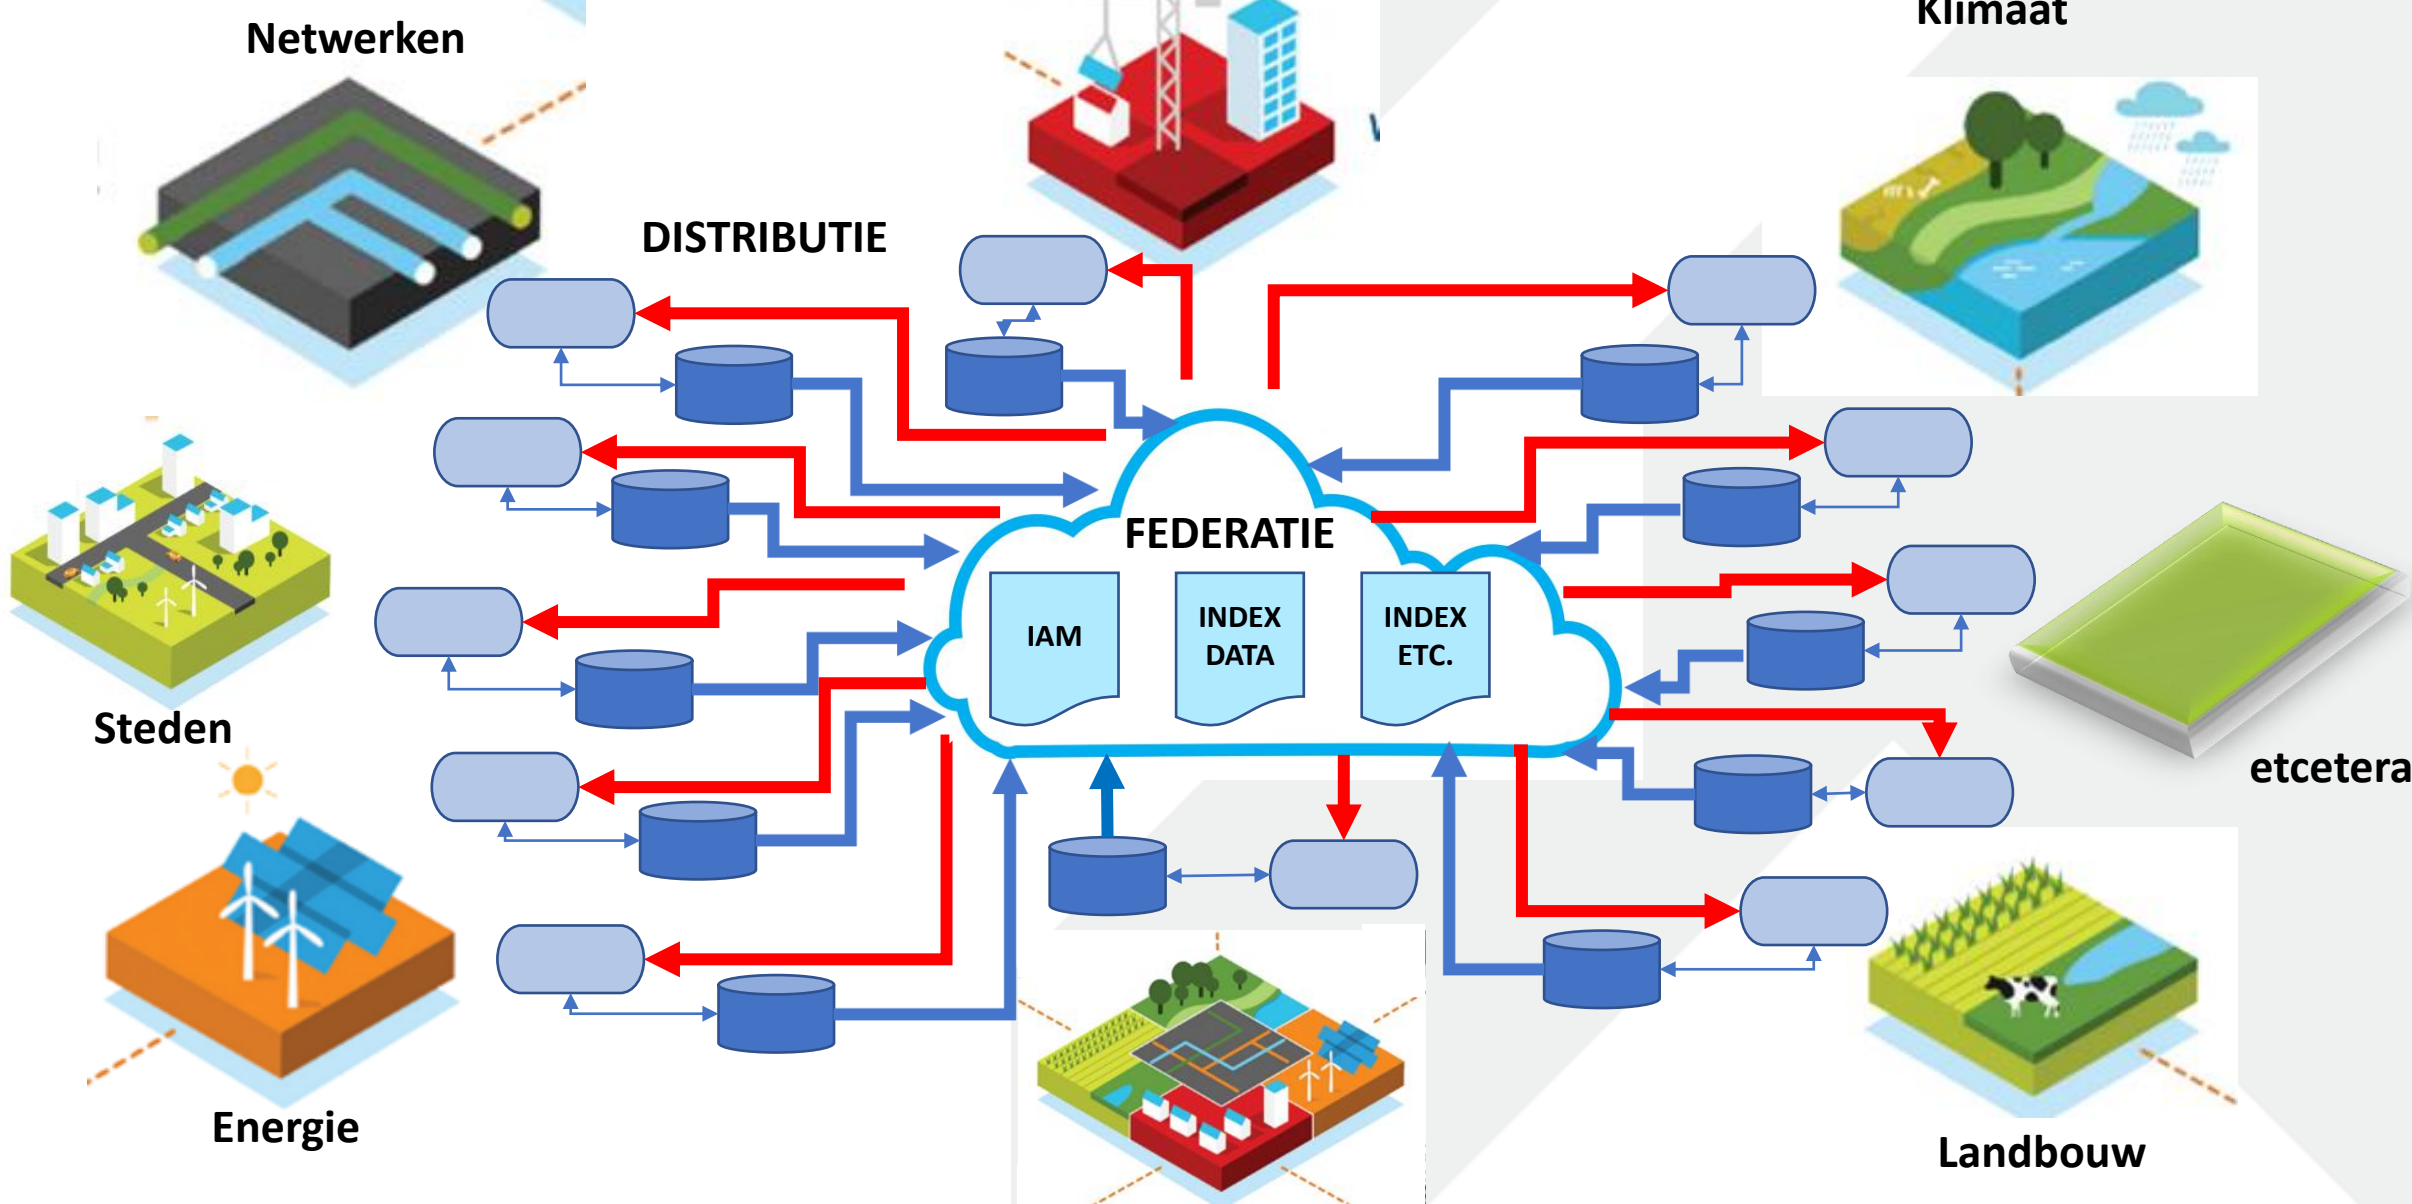 Klimaat
Netwerken
DISTRIBUTIE
FEDERATIE
IAM
INDEX
DATA
INDEX
ETC.
Steden
etcetera
Energie
Landbouw